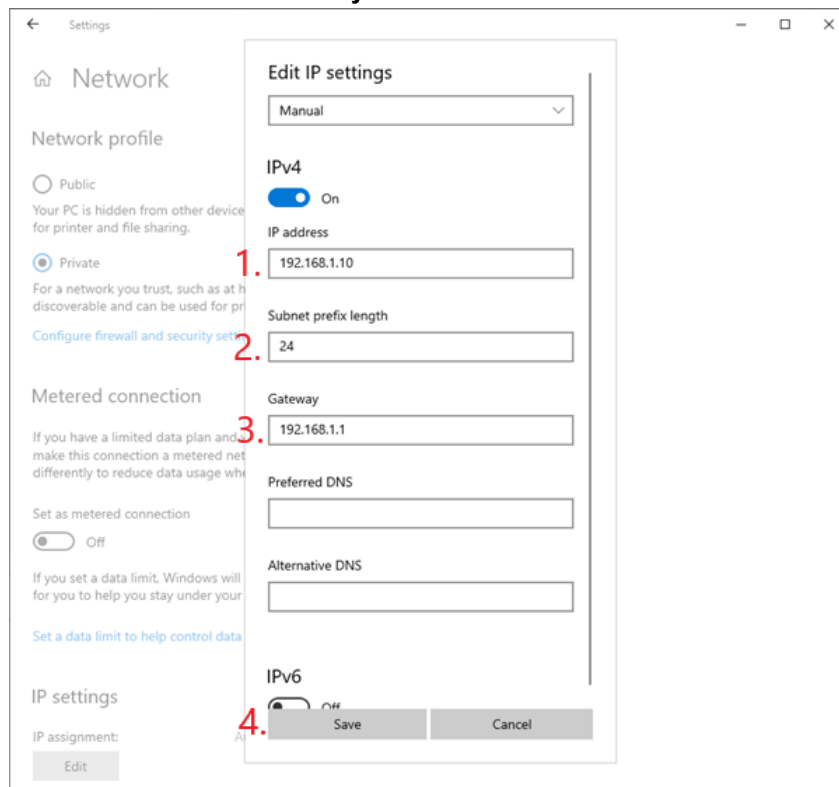 Settings
Network
Network profile
Public
Your PC is hidden from other device
for printer and file sharing.
Private
For a network you trust, such as at h
discoverable and can be used for pr
Configure firewall and security sett
Metered connection
If you have a limited data plan and
make this connection a metered net
differently to reduce data usage whe
Set as metered connection
Off
If you set a data limit, Windows will
for you to help you stay under your
Set a data limit to help control data
IP settings
IP assignment:
Edit
Edit IP settings
Manual
IPv4
On
IP address
1. 192.168.1.10
Subnet prefix length
2. 24
Gateway
3. 192.168.1.1
Preferred DNS
Alternative DNS
IPv6
Off
4. Save Cancel